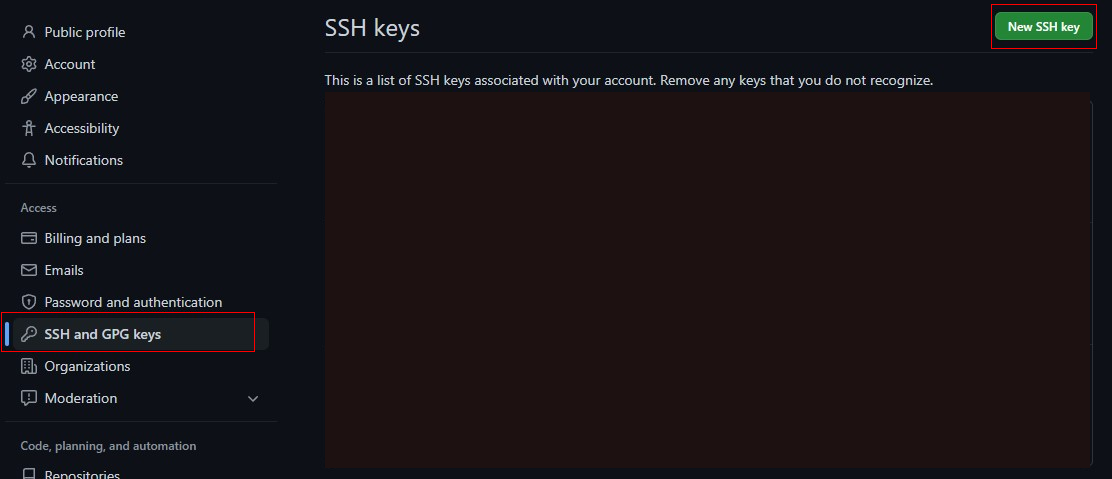 Public profile
Account
Appearance
Accessibility
Notifications
Access
Billing and plans
Emails
Password and authentication
SSH and GPG keys
Organizations
Moderation
Code, planning, and automation
Repositories
SSH keys
New SSH key
This is a list of SSH keys associated with your account. Remove any keys that you do not recognize.